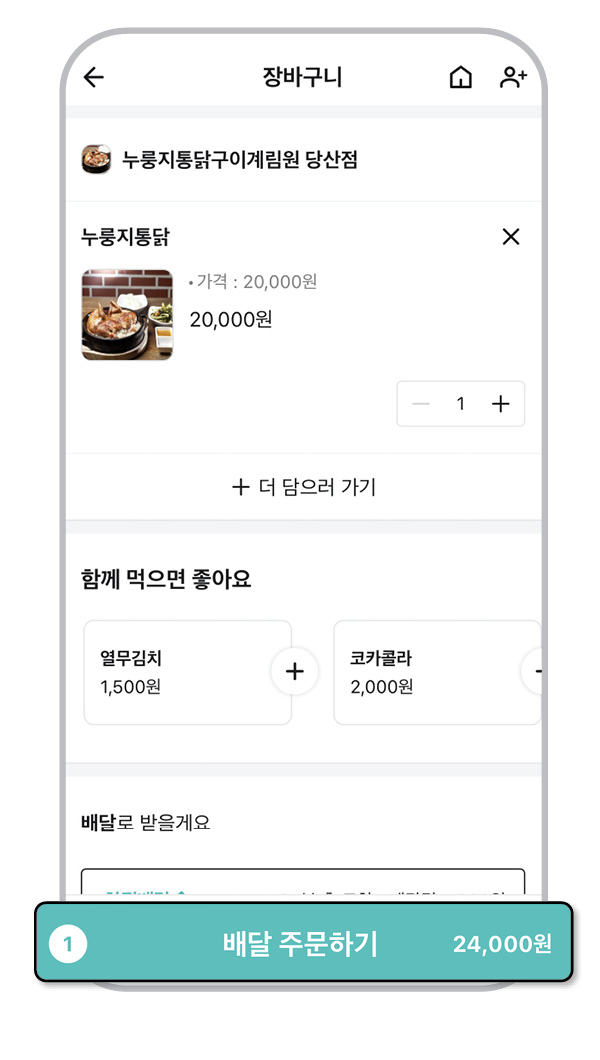 장바구니
누룽지통닭구이계림원 당산점
누룽지통닭
• 가격 : 20,000원
20,000원
1
+ 더 담으러 가기
함께 먹으면 좋아요
열무김치
1,500원
코카콜라
2,000원
배달로 받을게요
1 배달 주문하기 24,000원